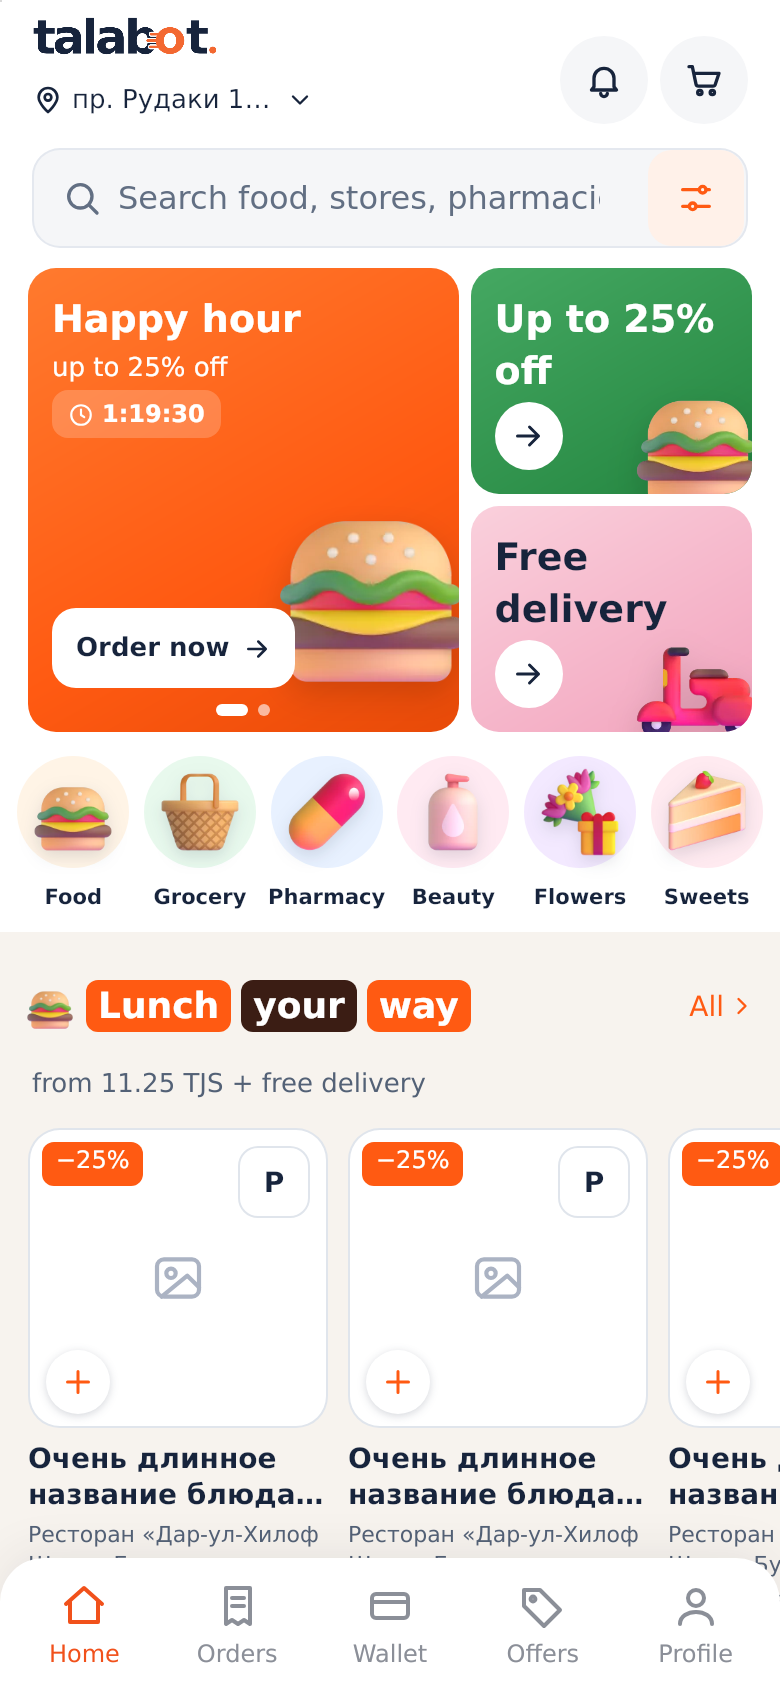 talabot.
пр. Рудаки 1...
Search food, stores, pharmaci
Happy hour
up to 25% off
1:19:30
Order now
Up to 25%
off
Free
delivery
Food Grocery Pharmacy Beauty Flowers Sweets
Lunch your way
All
from 11.25 TJS + free delivery
−25% P −25% P −25%
Очень длинное Очень длинное Очень
название блюда... название блюда... назван
Ресторан «Дар-ул-Хилоф Ресторан «Дар-ул-Хилоф Ресторан
Home Orders Wallet Offers Profile